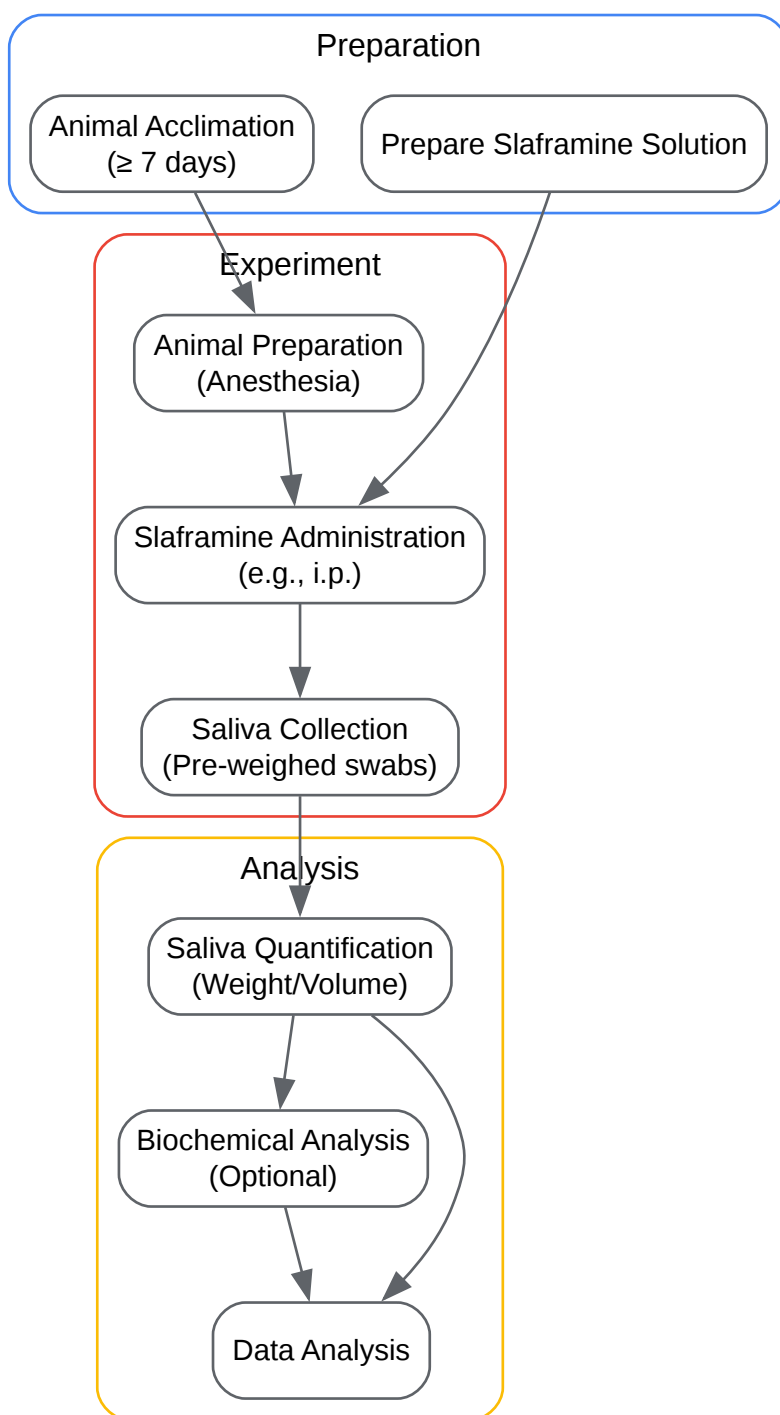 Preparation
Animal Acclimation
(≥ 7 days)
Prepare Slaframine Solution
Experiment
Animal Preparation
(Anesthesia)
Slaframine Administration
(e.g., i.p.)
Saliva Collection
(Pre-weighed swabs)
Analysis
Saliva Quantification
(Weight/Volume)
Biochemical Analysis
(Optional)
Data Analysis